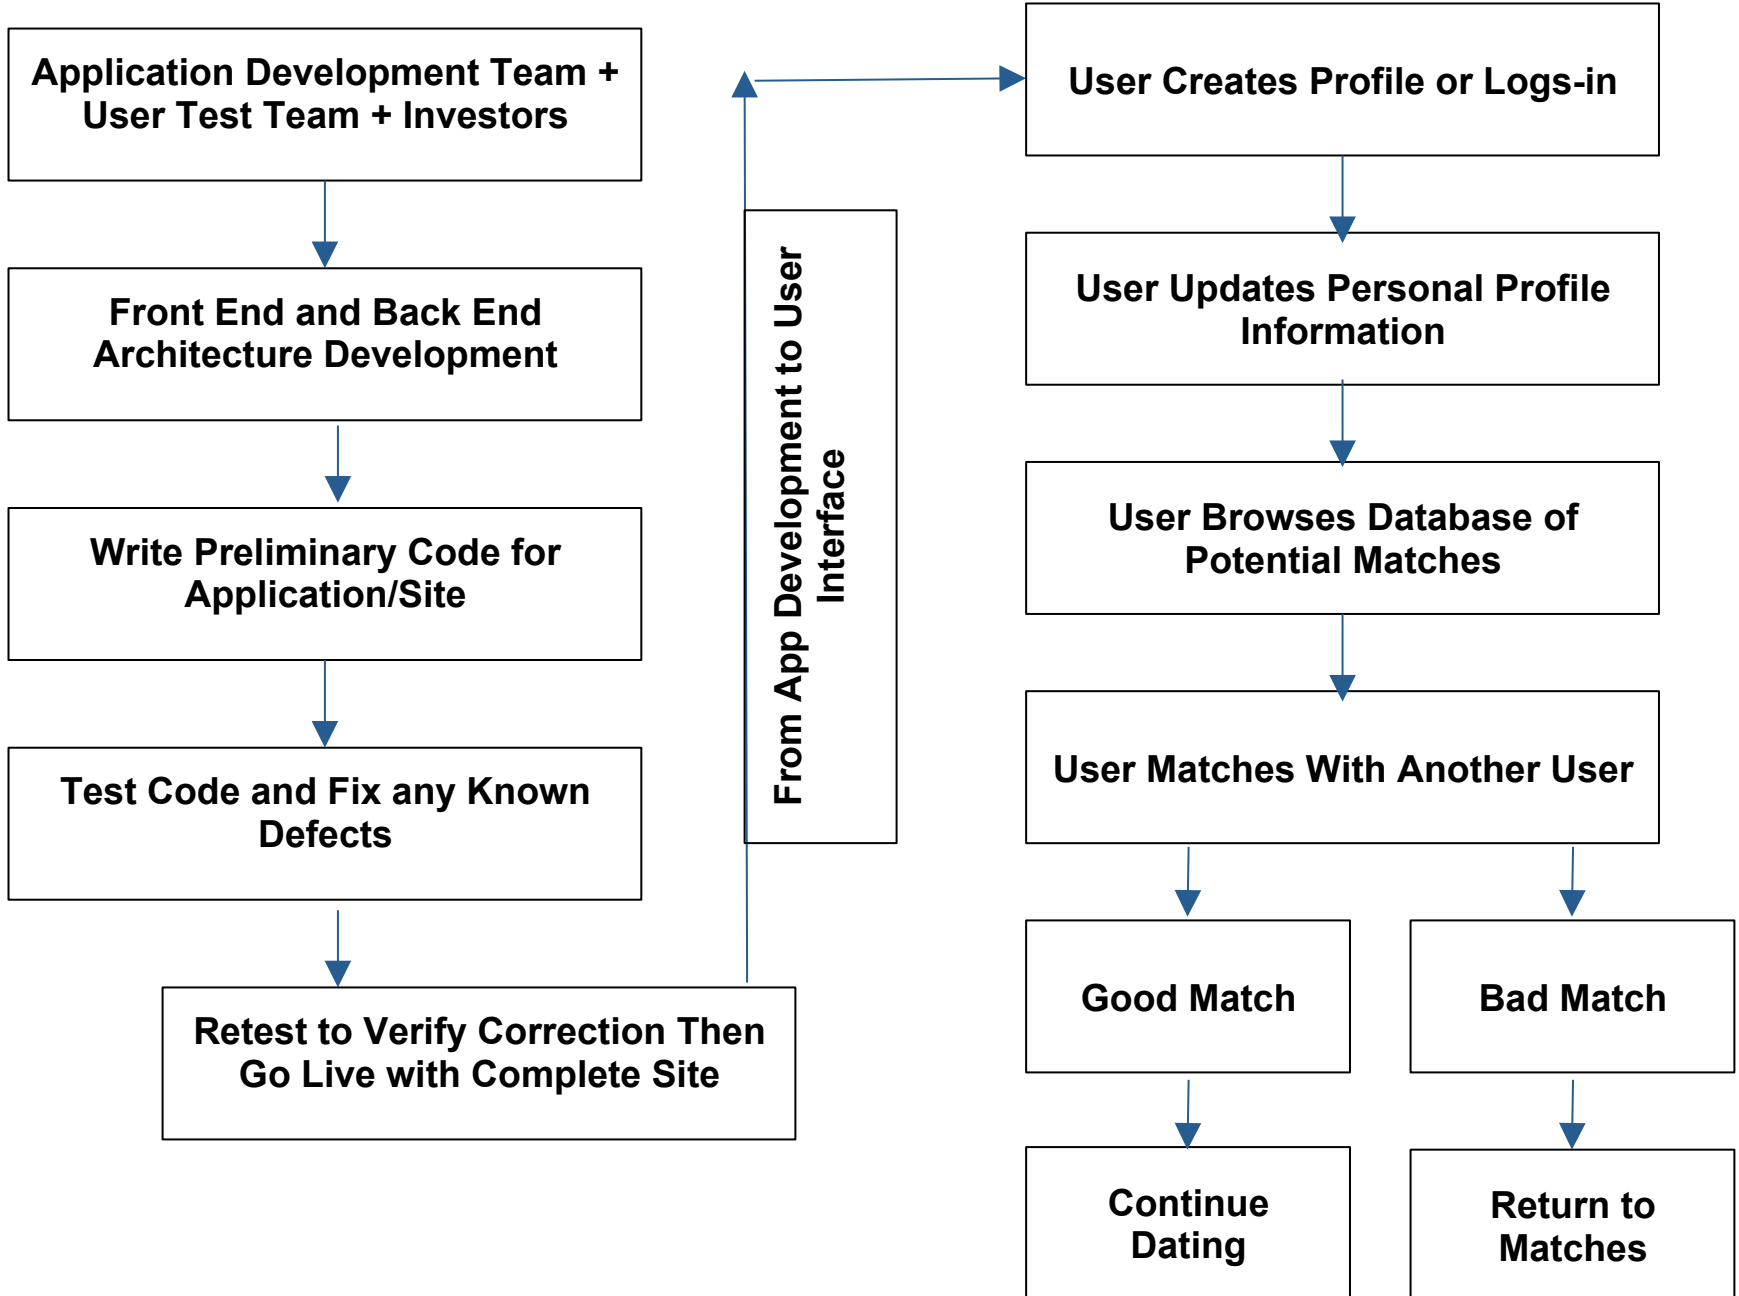 Application Development Team +
User Test Team + Investors
Front End and Back End
Architecture Development
Write Preliminary Code for
Application/Site
Test Code and Fix any Known
Defects
Retest to Verify Correction Then
Go Live with Complete Site
From App Development to User
Interface
User Creates Profile or Logs-in
User Updates Personal Profile
Information
User Browses Database of
Potential Matches
User Matches With Another User
Good Match
Bad Match
Continue
Dating
Return to
Matches